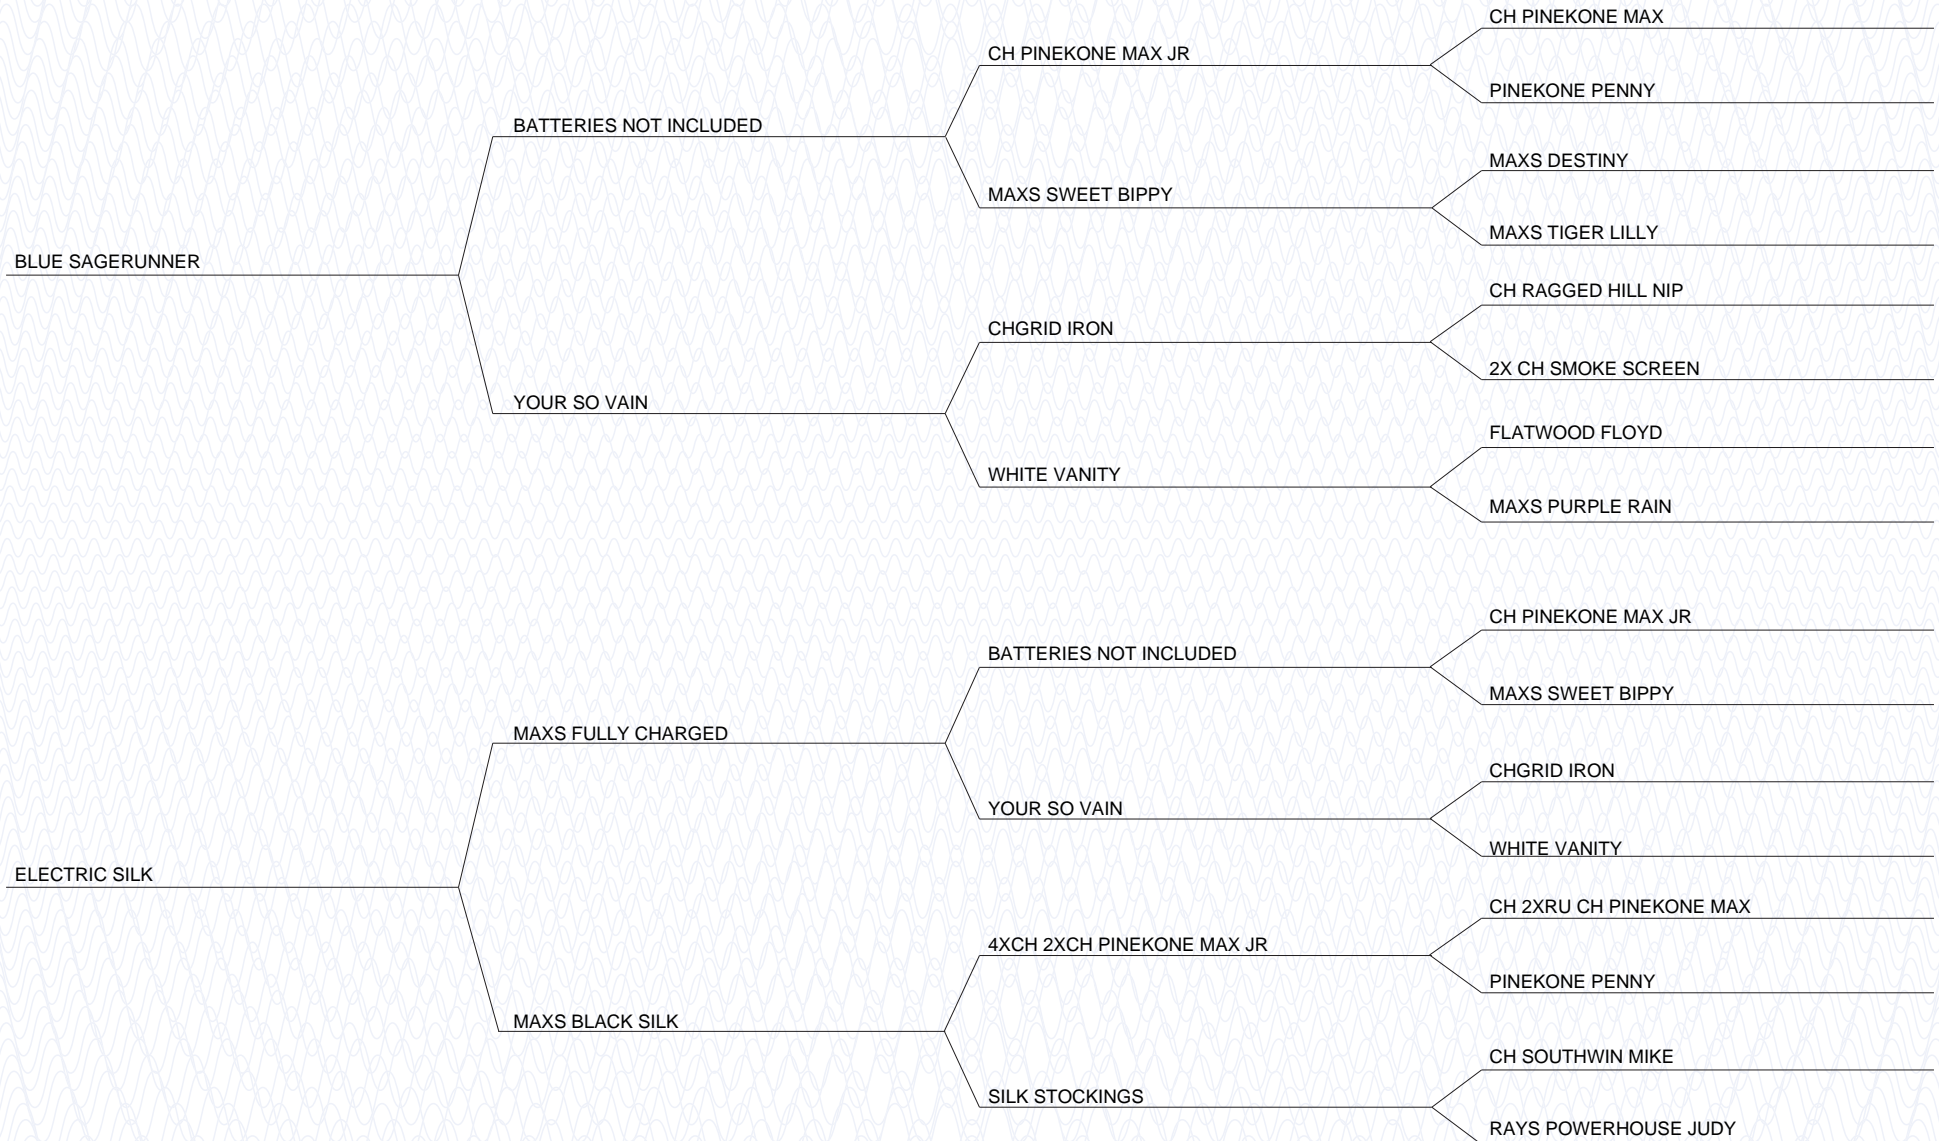 CH PINEKONE MAX
CH PINEKONE MAX JR
PINEKONE PENNY
BATTERIES NOT INCLUDED
MAXS DESTINY
MAXS SWEET BIPPY
MAXS TIGER LILLY
BLUE SAGERUNNER
CH RAGGED HILL NIP
CHGRID IRON
2X CH SMOKE SCREEN
YOUR SO VAIN
FLATWOOD FLOYD
WHITE VANITY
MAXS PURPLE RAIN
CH PINEKONE MAX JR
BATTERIES NOT INCLUDED
MAXS SWEET BIPPY
MAXS FULLY CHARGED
CHGRID IRON
YOUR SO VAIN
WHITE VANITY
ELECTRIC SILK
CH 2XRU CH PINEKONE MAX
4XCH 2XCH PINEKONE MAX JR
PINEKONE PENNY
MAXS BLACK SILK
CH SOUTHWIN MIKE
SILK STOCKINGS
RAYS POWERHOUSE JUDY